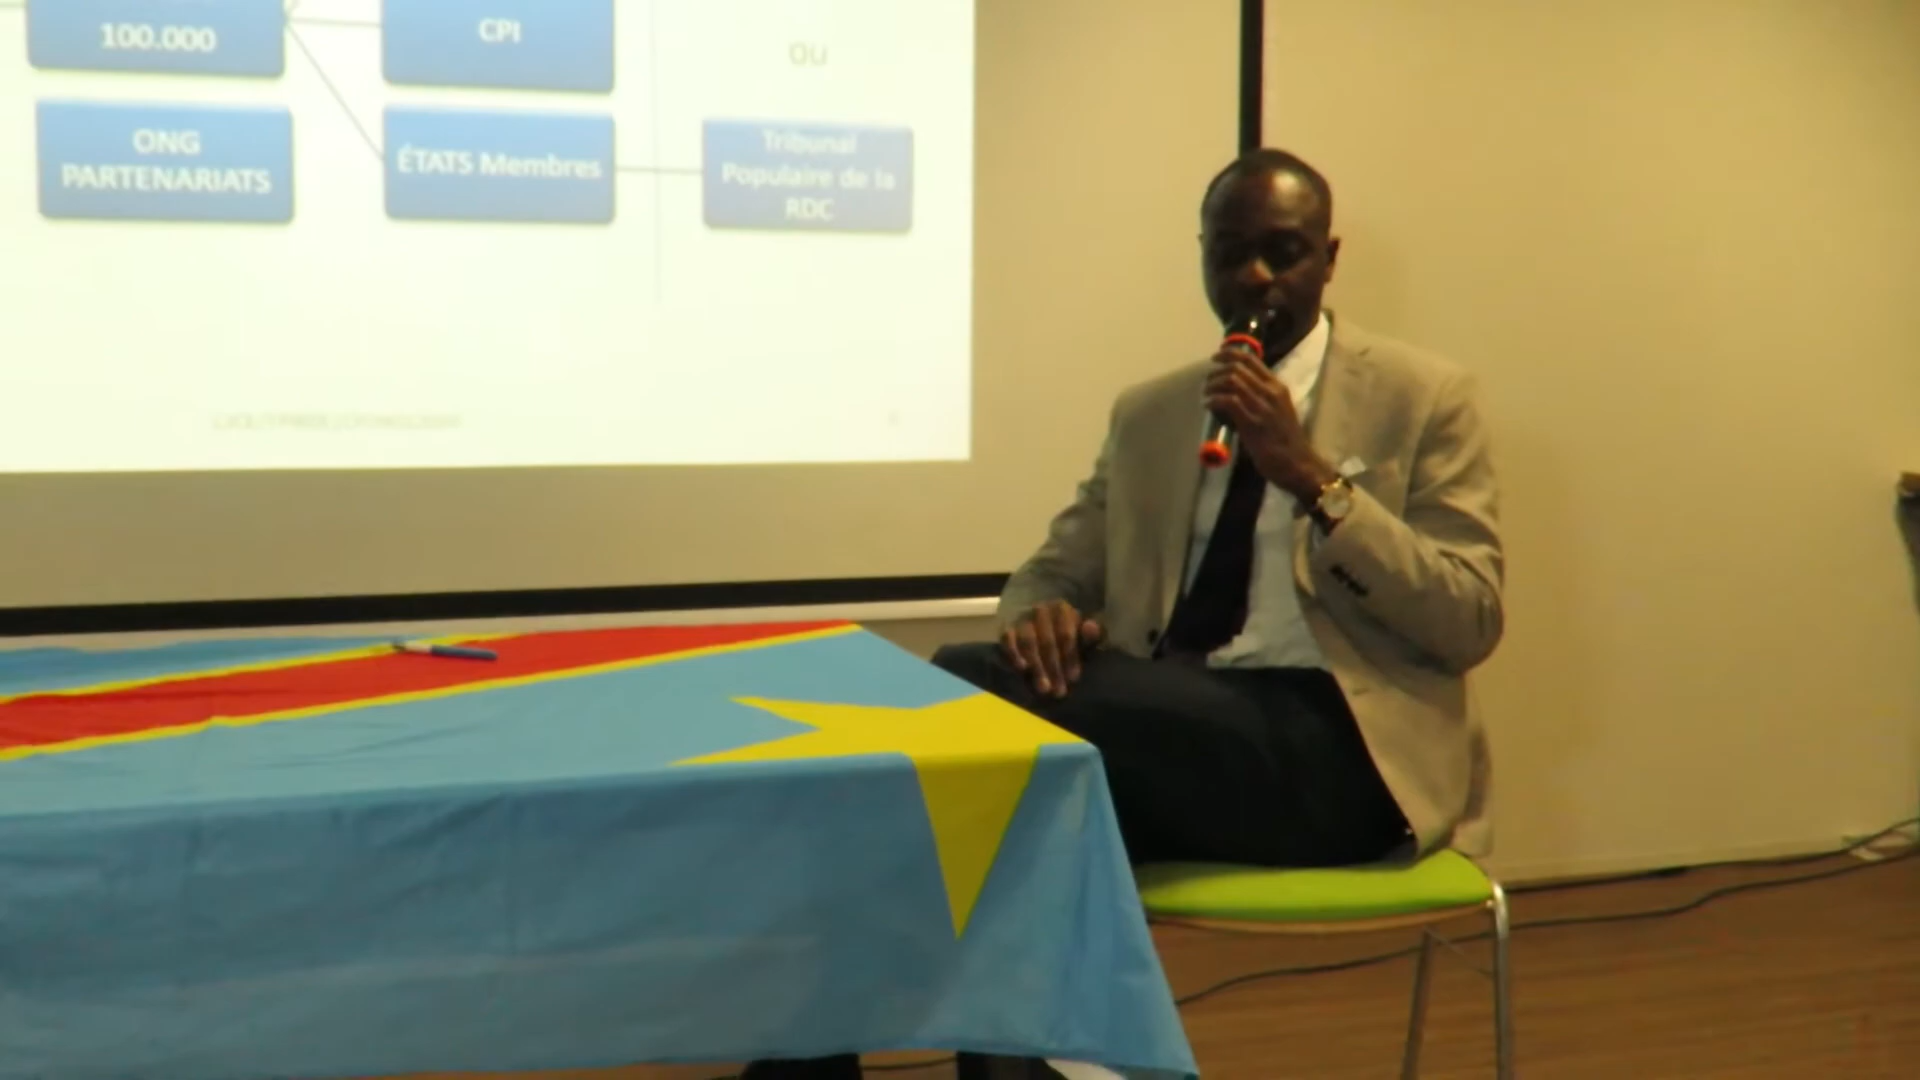 100.000
CPI
OU
ONG
PARTENARIATS
ÉTATS Membres
Tribunal
Populaire de la
RDC